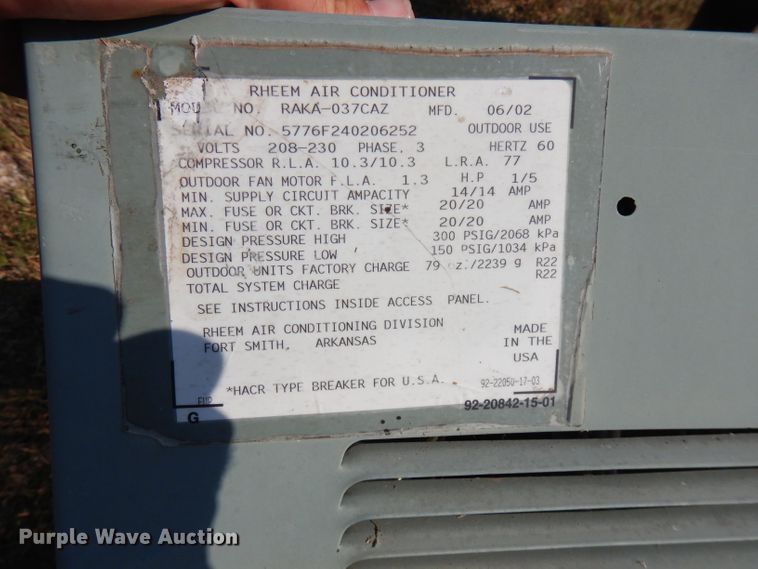 RHEEM AIR CONDITIONER
MODEL NO. RAKA-037CAZ MFD. 06/02
SERIAL NO. 5776F240206252 OUTDOOR USE
VOLTS 208-230 PHASE, 3 HERTZ 60
COMPRESSOR R.L.A. 10.3/10.3 L.R.A. 77
OUTDOOR FAN MOTOR F.L.A. 1.3 H.P 1/5
MIN. SUPPLY CIRCUIT AMPACITY 14/14 AMP
MAX. FUSE OR CKT. BRK. SIZE* 20/20 AMP
MIN. FUSE OR CKT. BRK. SIZE* 20/20 AMP
DESIGN PRESSURE HIGH 300 PSIG/2068 kPa
DESIGN PRESSURE LOW 150 PSIG/1034 kPa
OUTDOOR UNITS FACTORY CHARGE 79 oz./2239 g R22
TOTAL SYSTEM CHARGE R22
SEE INSTRUCTIONS INSIDE ACCESS PANEL.
RHEEM AIR CONDITIONING DIVISION
FORT SMITH, ARKANSAS
MADE
IN THE
USA
*HACR TYPE BREAKER FOR U.S.A. 92-22050-17-03
G 92-20842-15-01
Purple Wave Auction